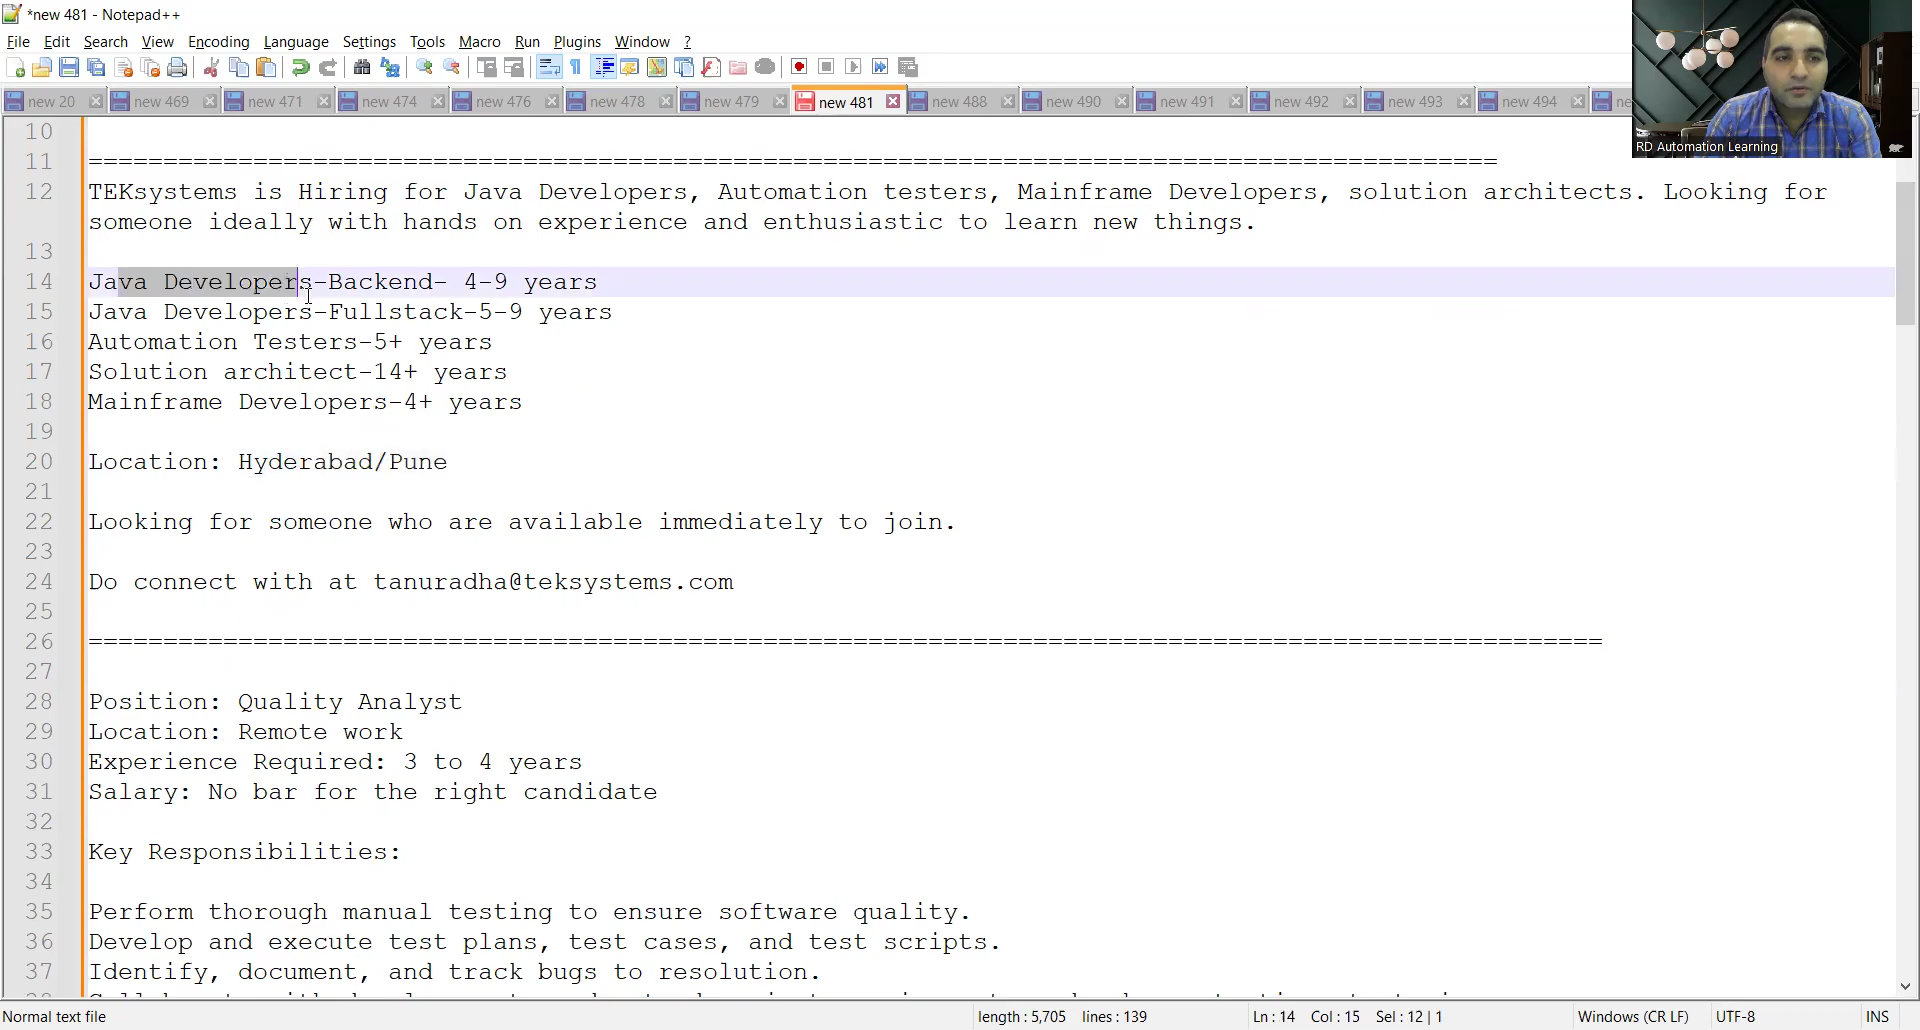 *new 481 - Notepad++
File Edit Search View Encoding Language Settings Tools Macro Run Plugins Window ?
new 20 new 469 new 471 new 474 new 476 new 478 new 479 new 481 new 488 new 490 new 491 new 492 new 493 new 494 ne
RD Automation Learning
10
11 ==============================================================================================
12 TEKsystems is Hiring for Java Developers, Automation testers, Mainframe Developers, solution architects. Looking for
someone ideally with hands on experience and enthusiastic to learn new things.
13
14 Java Developers-Backend- 4-9 years
15 Java Developers-Fullstack-5-9 years
16 Automation Testers-5+ years
17 Solution architect-14+ years
18 Mainframe Developers-4+ years
19
20 Location: Hyderabad/Pune
21
22 Looking for someone who are available immediately to join.
23
24 Do connect with at tanuradha@teksystems.com
25
26 =====================================================================================================
27
28 Position: Quality Analyst
29 Location: Remote work
30 Experience Required: 3 to 4 years
31 Salary: No bar for the right candidate
32
33 Key Responsibilities:
34
35 Perform thorough manual testing to ensure software quality.
36 Develop and execute test plans, test cases, and test scripts.
37 Identify, document, and track bugs to resolution.
Normal text file length : 5,705 lines : 139 Ln : 14 Col : 15 Sel : 12 | 1 Windows (CR LF) UTF-8 INS